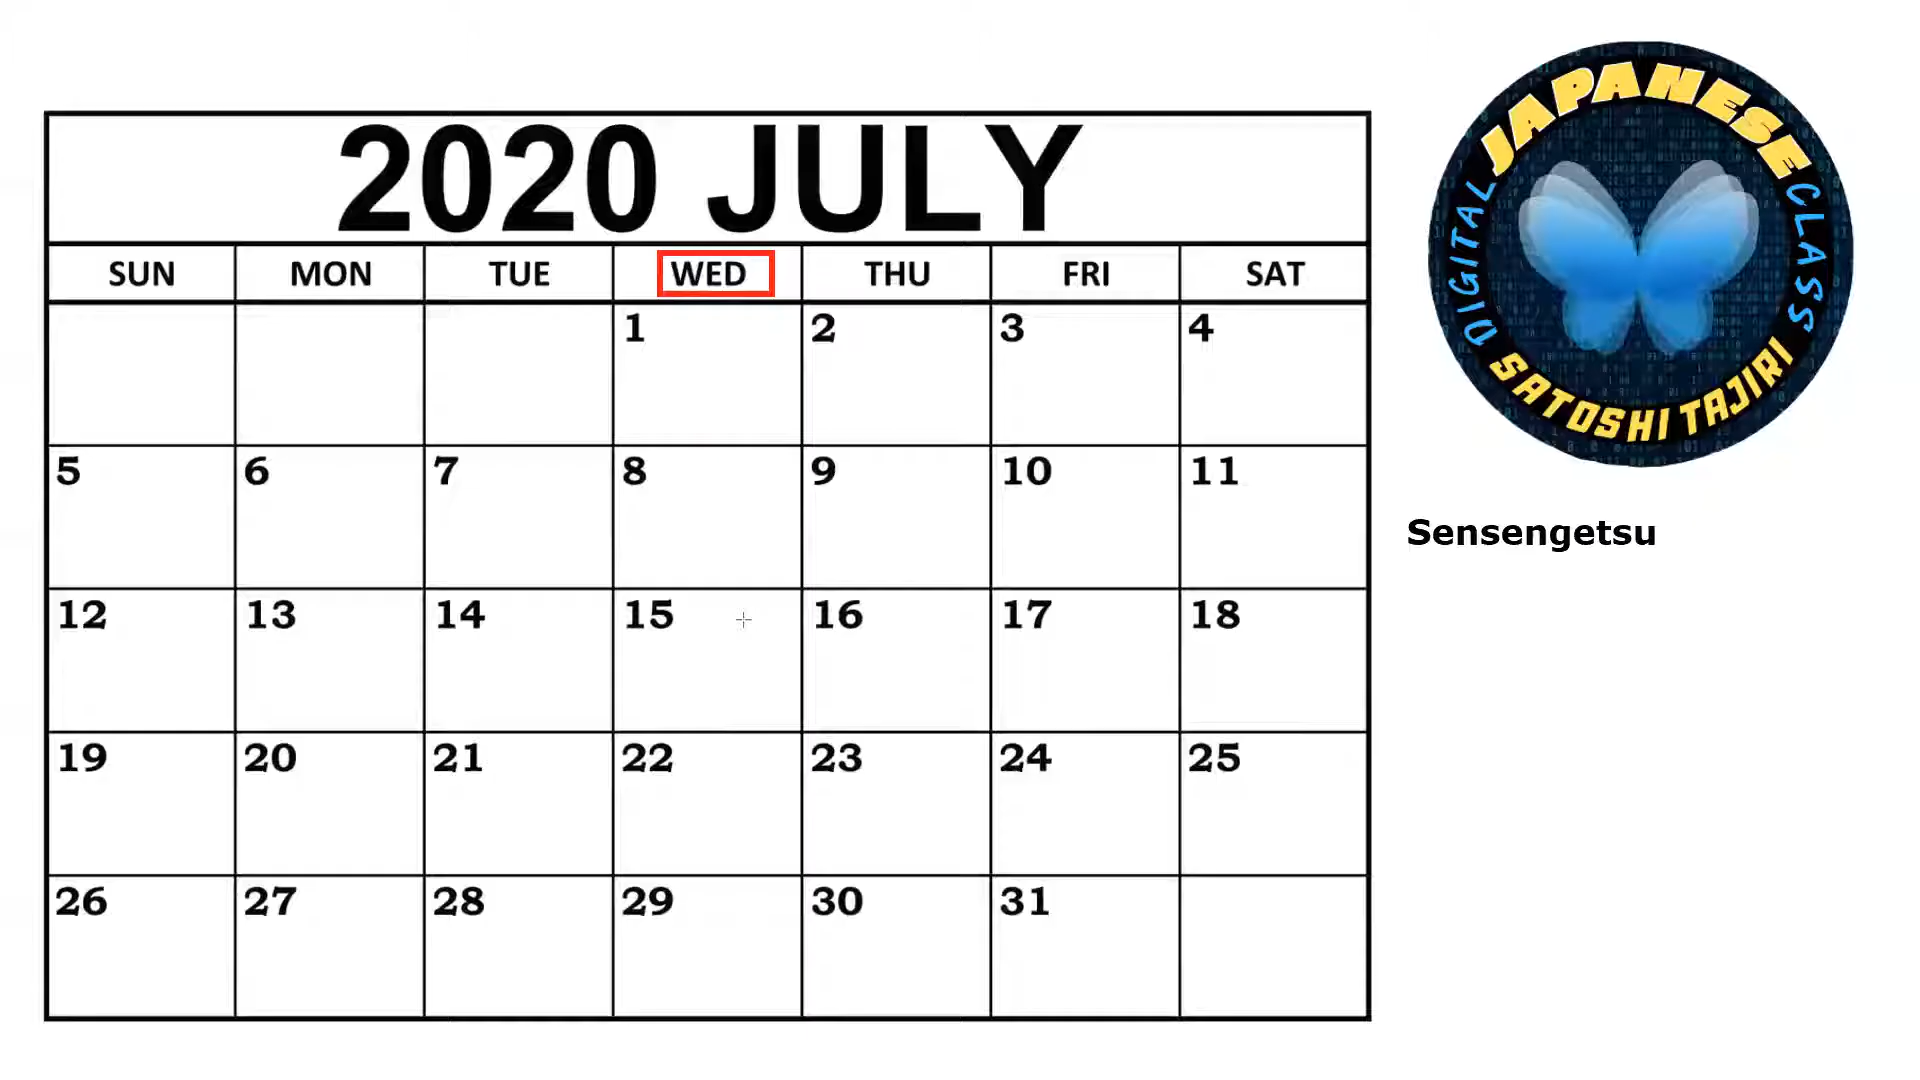 2020 JULY
SUN MON TUE WED THU FRI SAT
1 2 3 4
5 6 7 8 9 10 11
12 13 14 15 16 17 18
19 20 21 22 23 24 25
26 27 28 29 30 31
DIGITAL JAPANESE CLASS
SATOSHI TAJIRI
Sensengetsu